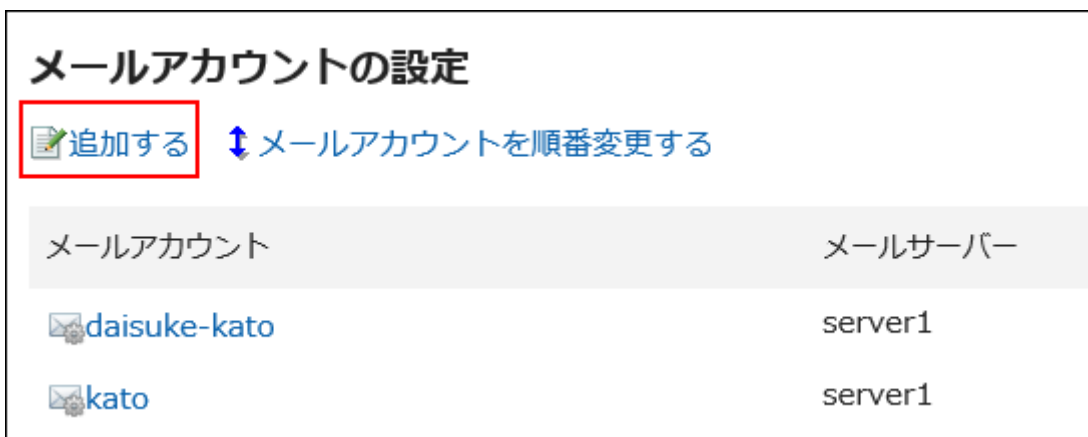 メールアカウントの設定
追加する メールアカウントを順番変更する
メールアカウント メールサーバー
daisuke-kato server1
kato server1